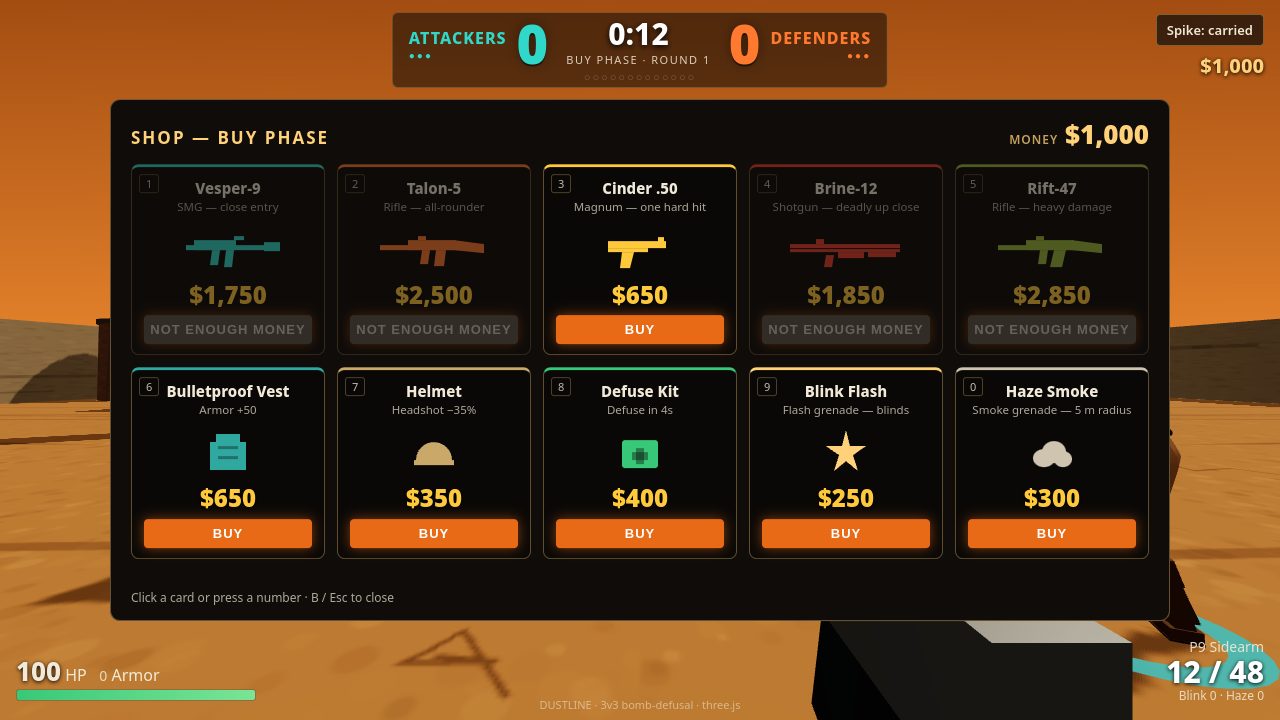 ATTACKERS 0 0:12 0 DEFENDERS
BUY PHASE · ROUND 1
Spike: carried
$1,000
SHOP — BUY PHASE
MONEY $1,000
1 Vesper-9
SMG — close entry
$1,750
NOT ENOUGH MONEY
2 Talon-5
Rifle — all-rounder
$2,500
NOT ENOUGH MONEY
3 Cinder .50
Magnum — one hard hit
$650
BUY
4 Brine-12
Shotgun — deadly up close
$1,850
NOT ENOUGH MONEY
5 Rift-47
Rifle — heavy damage
$2,850
NOT ENOUGH MONEY
6 Bulletproof Vest
Armor +50
$650
BUY
7 Helmet
Headshot −35%
$350
BUY
8 Defuse Kit
Defuse in 4s
$400
BUY
9 Blink Flash
Flash grenade — blinds
$250
BUY
0 Haze Smoke
Smoke grenade — 5 m radius
$300
BUY
Click a card or press a number · B / Esc to close
100 HP 0 Armor
DUSTLINE · 3v3 bomb-defusal · three.js
P9 Sidearm
12 / 48
Blink 0 · Haze 0